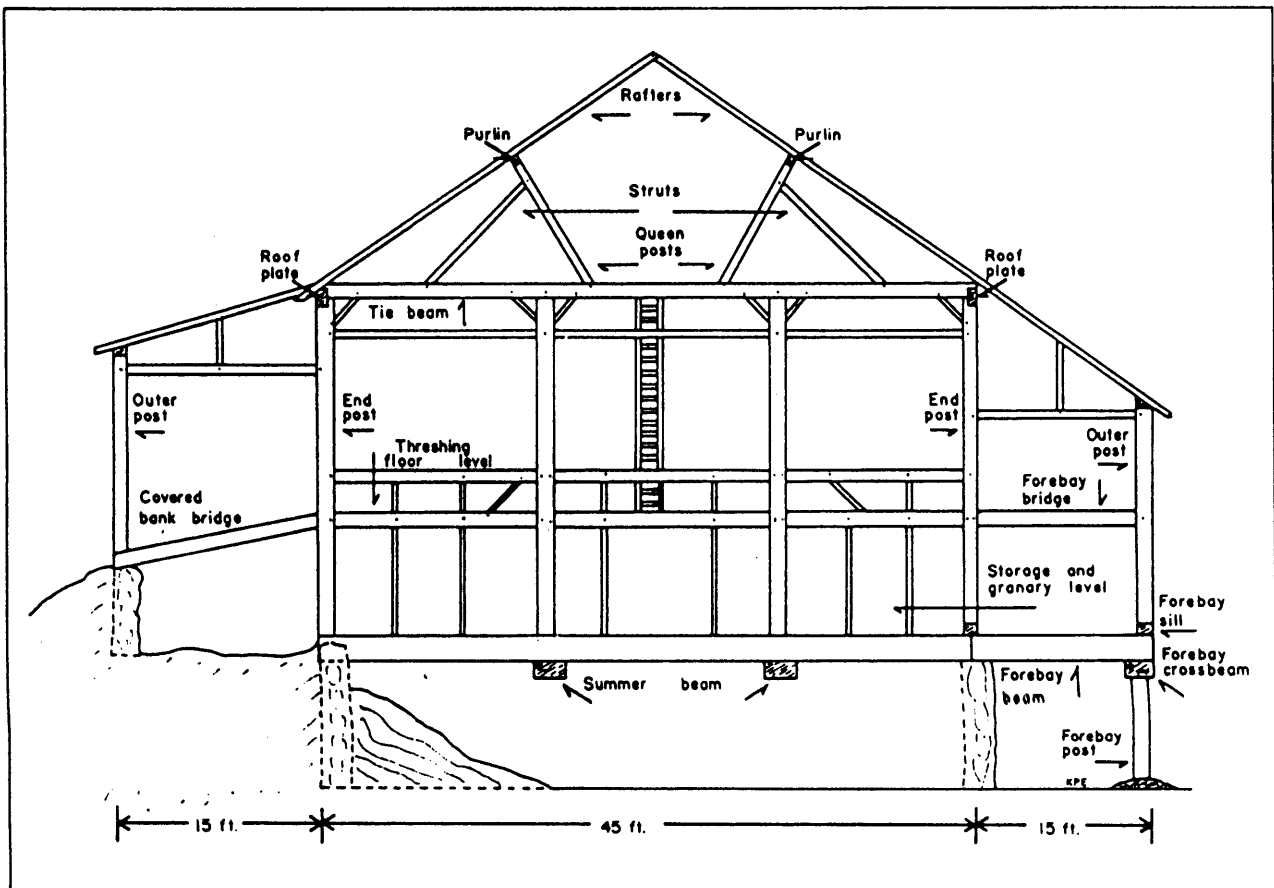 Rafters
Purlin
Purlin
Struts
Queen
posts
Roof
plate
Roof
plate
Tie beam
Outer
post
End
post
End
post
Outer
post
Threshing
floor level
Forebay
bridge
Covered
bank bridge
Storage and
granary level
Forebay
sill
Forebay
crossbeam
Summer beam
Forebay
beam
Forebay
post
KPE
15 ft.
45 ft.
15 ft.